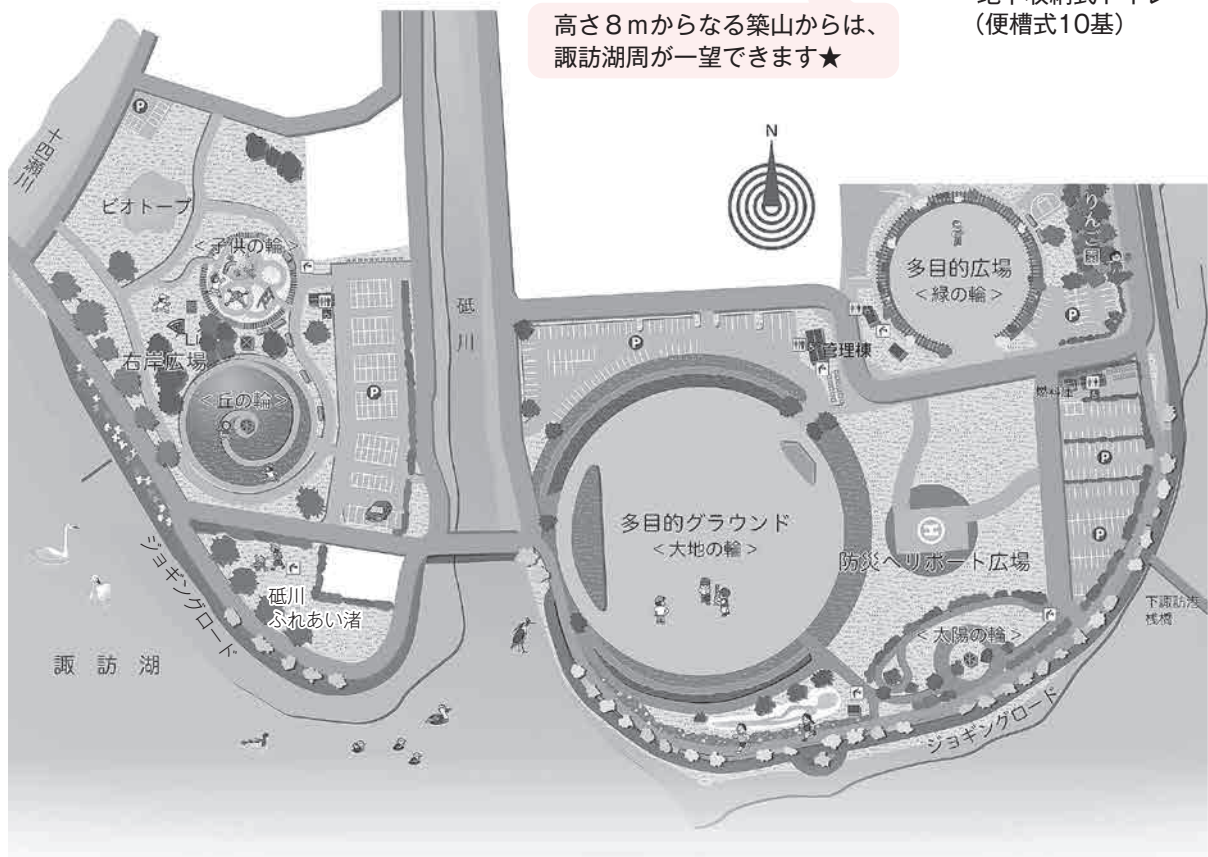 高さ8mからなる築山からは、
諏訪湖周が一望できます★
（便槽式10基）
N
十四瀬川
P
ビオトープ
＜子供の輪＞
右岸広場
＜丘の輪＞
P
砥川
P
管理棟
多目的広場
＜緑の輪＞
りんご園
P
燃料庫
P
P
多目的グラウンド
＜大地の輪＞
H
防災ヘリポート広場
＜太陽の輪＞
下諏訪港
桟橋
砥川
ふれあい渚
ジョギングロード
諏訪湖
ジョギングロード